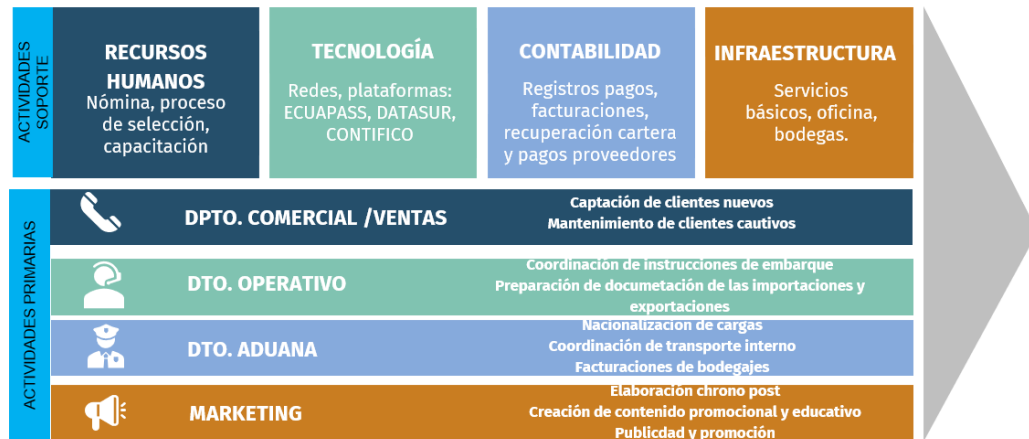 ACTIVIDADES
SOPORTE
RECURSOS
HUMANOS
Nómina, proceso
de selección,
capacitación
TECNOLOGÍA
Redes, plataformas:
ECUAPASS, DATASUR,
CONTIFICO
CONTABILIDAD
Registros pagos,
facturaciones,
recuperación cartera
y pagos proveedores
INFRAESTRUCTURA
Servicios
básicos, oficina,
bodegas.
ACTIVIDADES PRIMARIAS
DPTO. COMERCIAL /VENTAS
Captación de clientes nuevos
Mantenimiento de clientes cautivos
DTO. OPERATIVO
Coordinación de instrucciones de embarque
Preparación de documetación de las importaciones y
exportaciones
DTO. ADUANA
Nacionalización de cargas
Coordinación de transporte interno
Facturaciones de bodegajes
MARKETING
Elaboración chrono post
Creación de contenido promocional y educativo
Publicdad y promoción